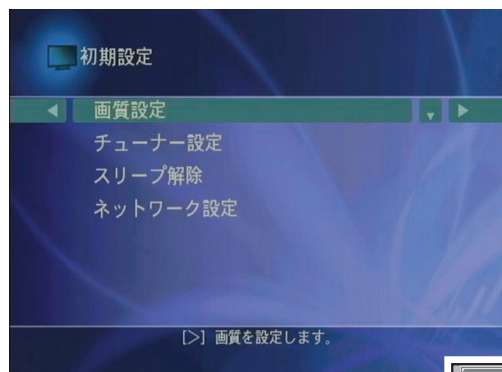 初期設定
画質設定
チューナー設定
スリープ解除
ネットワーク設定
[>] 画質を設定します。